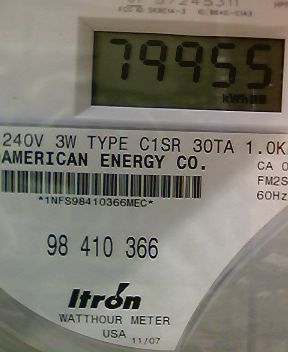 79955
kWh
240V 3W TYPE C1SR 30TA 1.0K
AMERICAN ENERGY CO.
CA 0
FM2S
60Hz
*1NFS98410366MEC*
98 410 366
Itron
WATTHOUR METER
USA 11/07